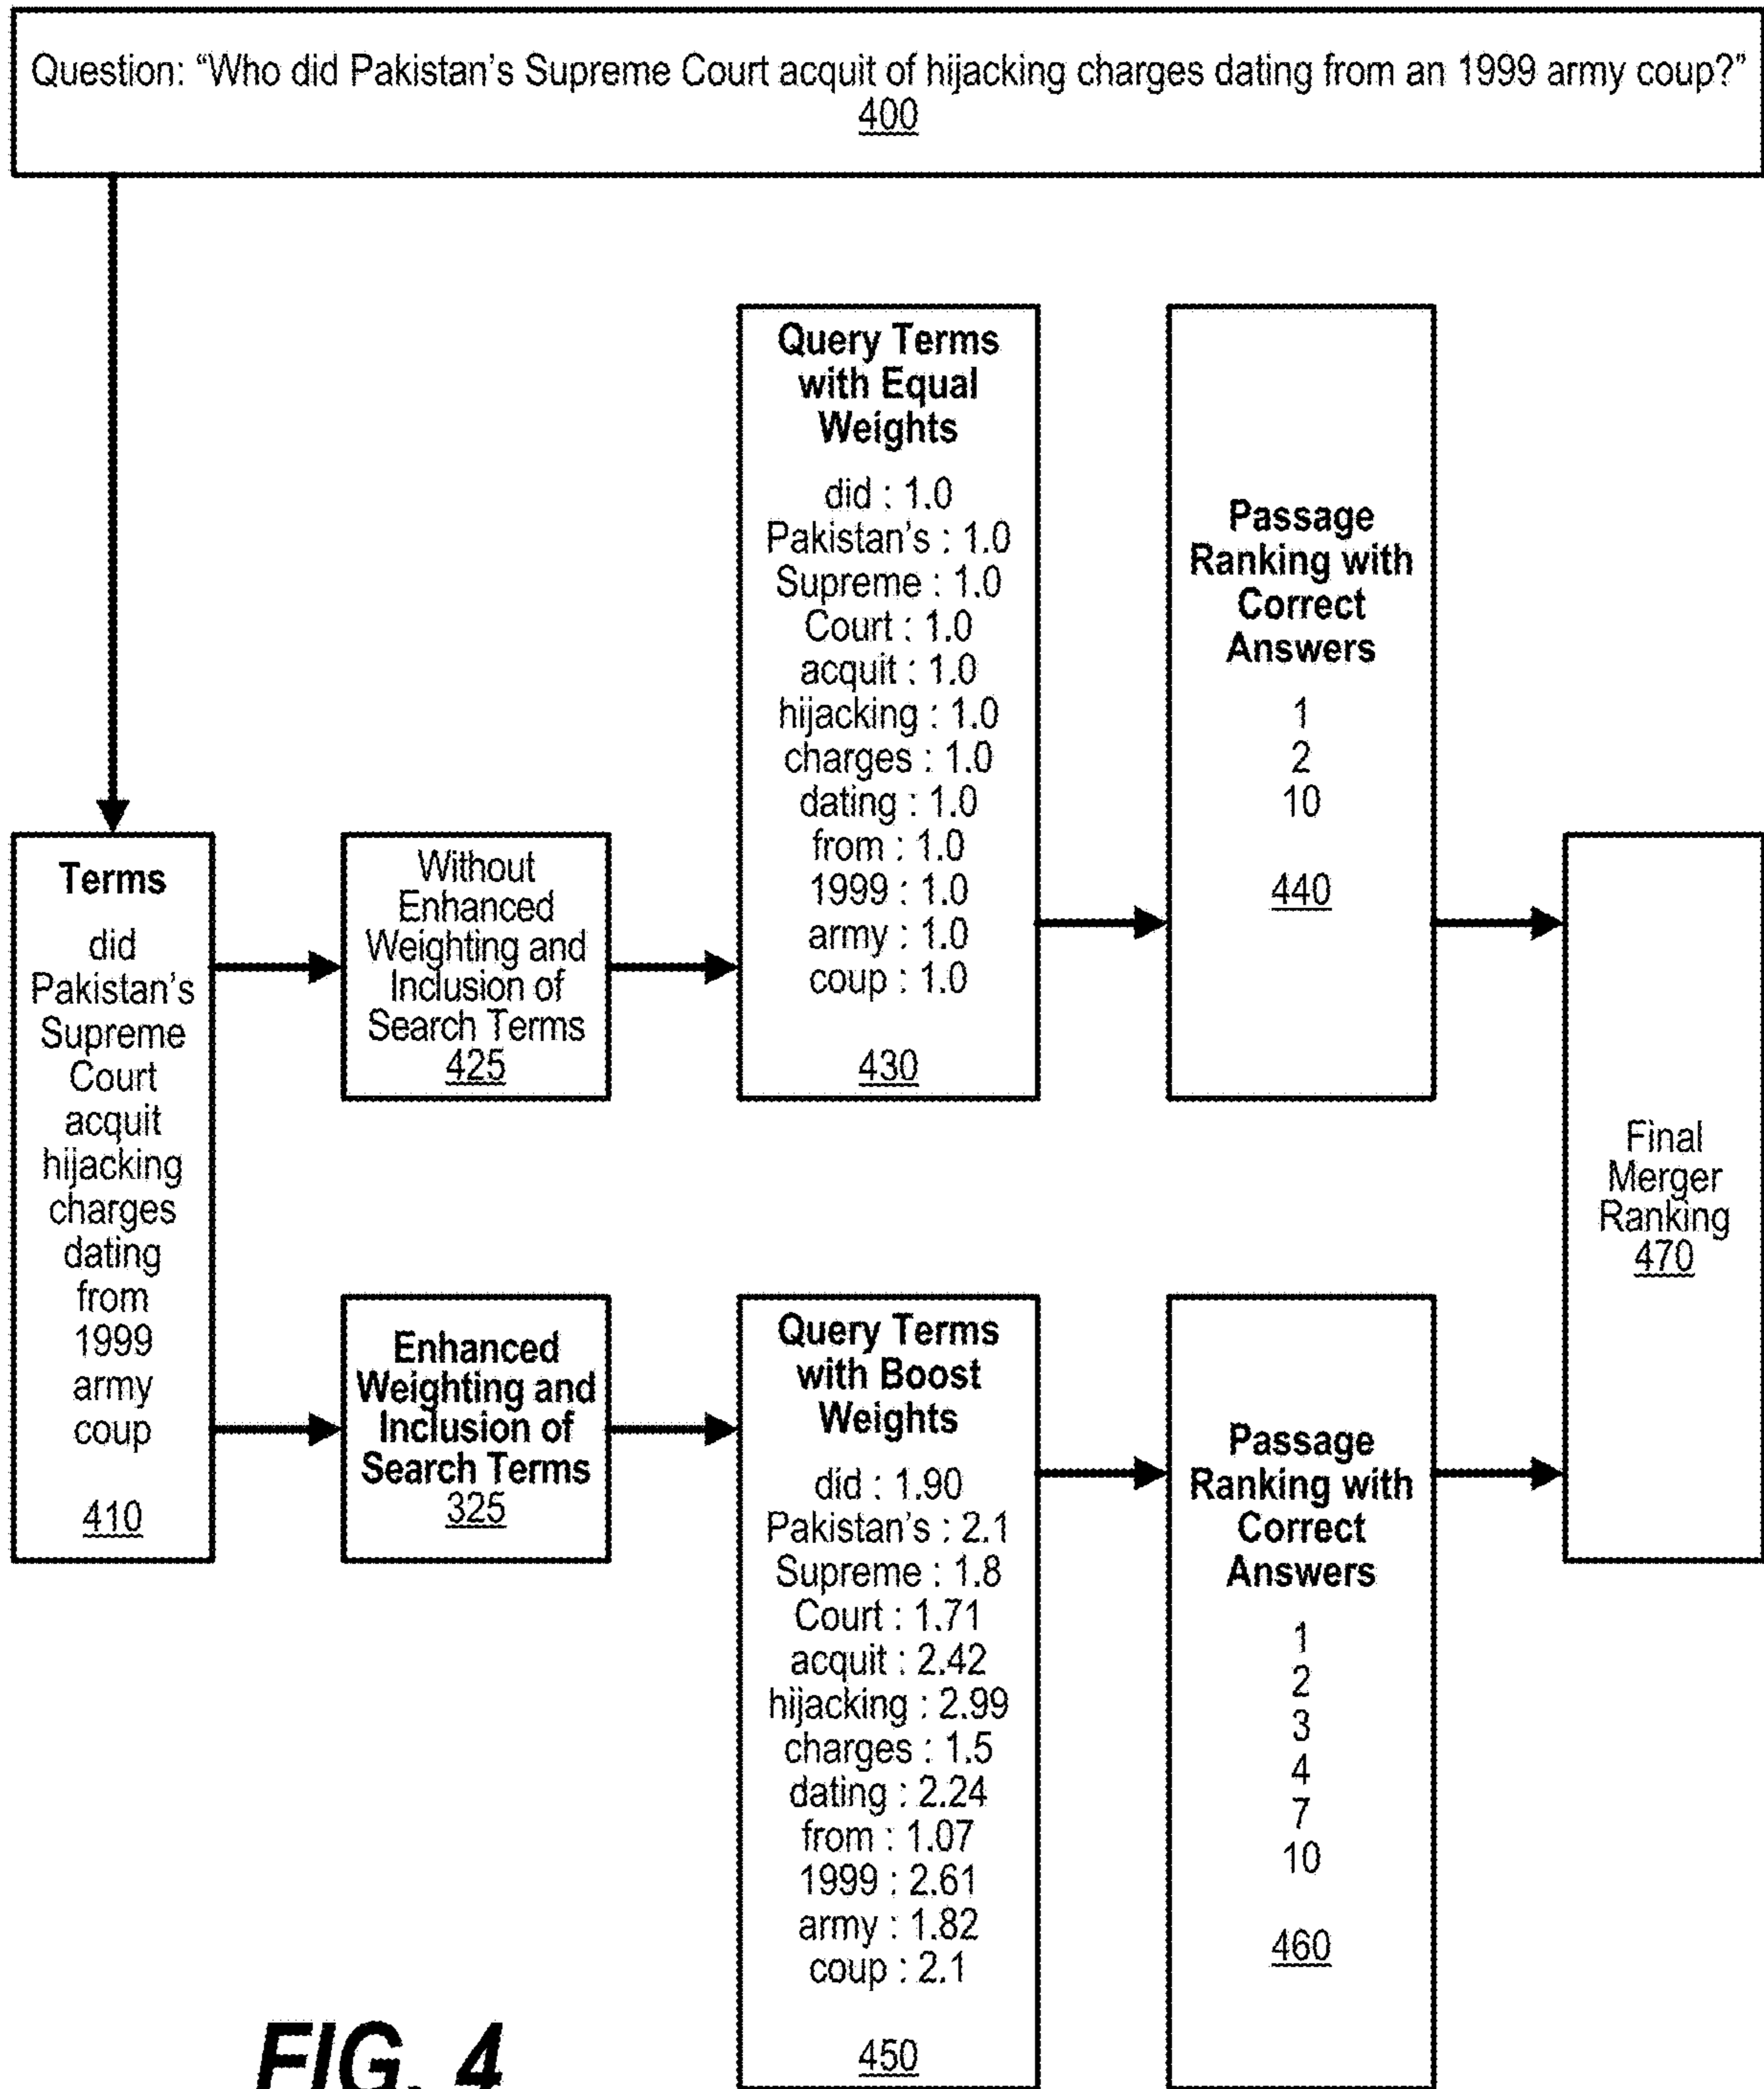 Question: “Who did Pakistan’s Supreme Court acquit of hijacking charges dating from an 1999 army coup?”
400
Terms
did
Pakistan’s
Supreme
Court
acquit
hijacking
charges
dating
from
1999
army
coup
410
Without
Enhanced
Weighting and
Inclusion of
Search Terms
425
Query Terms
with Equal
Weights
did : 1.0
Pakistan’s : 1.0
Supreme : 1.0
Court : 1.0
acquit : 1.0
hijacking : 1.0
charges : 1.0
dating : 1.0
from : 1.0
1999 : 1.0
army : 1.0
coup : 1.0
430
Passage
Ranking with
Correct
Answers
1
2
10
440
Enhanced
Weighting and
Inclusion of
Search Terms
325
Query Terms
with Boost
Weights
did : 1.90
Pakistan’s : 2.1
Supreme : 1.8
Court : 1.71
acquit : 2.42
hijacking : 2.99
charges : 1.5
dating : 2.24
from : 1.07
1999 : 2.61
army : 1.82
coup : 2.1
450
Passage
Ranking with
Correct
Answers
1
2
3
4
7
10
460
Final
Merger
Ranking
470
FIG. 4